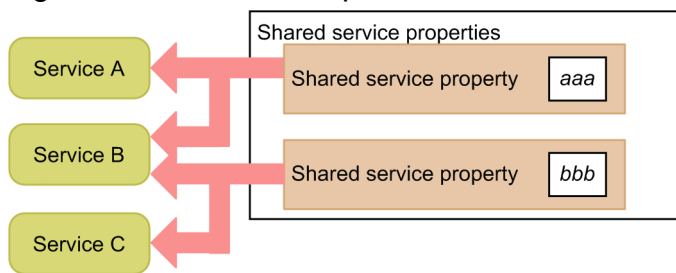 Shared service properties
Service A
Shared service property aaa
Service B
Shared service property bbb
Service C